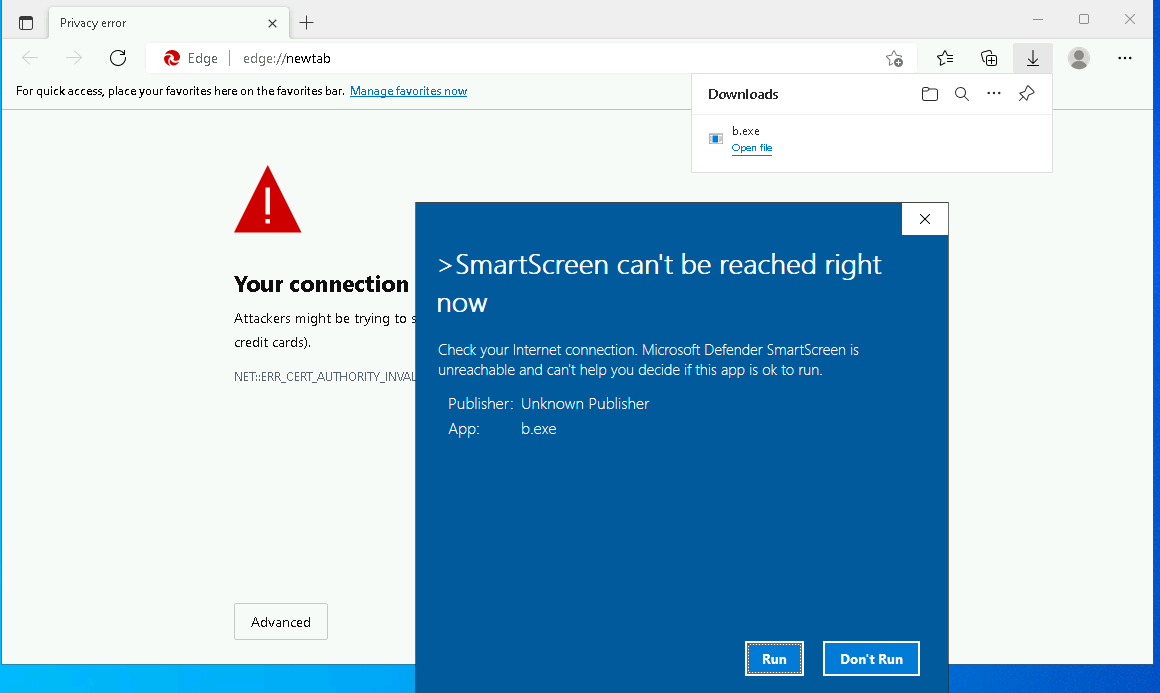 Privacy error
Edge
edge://newtab
For quick access, place your favorites here on the favorites bar. Manage favorites now
Downloads
b.exe
Open file
Your connection
Attackers might be trying to
credit cards).
NET::ERR_CERT_AUTHORITY_INVAL
Advanced
>SmartScreen can't be reached right
now
Check your Internet connection. Microsoft Defender SmartScreen is
unreachable and can't help you decide if this app is ok to run.
Publisher: Unknown Publisher
App: b.exe
Run
Don't Run